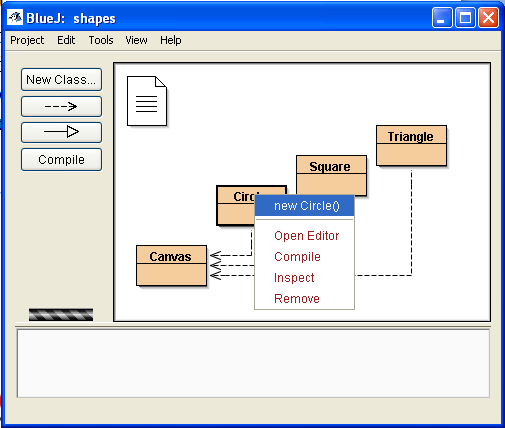 BlueJ: shapes
Project Edit Tools View Help
New Class...
Compile
Triangle
Square
Canvas
new Circle()
Open Editor
Compile
Inspect
Remove